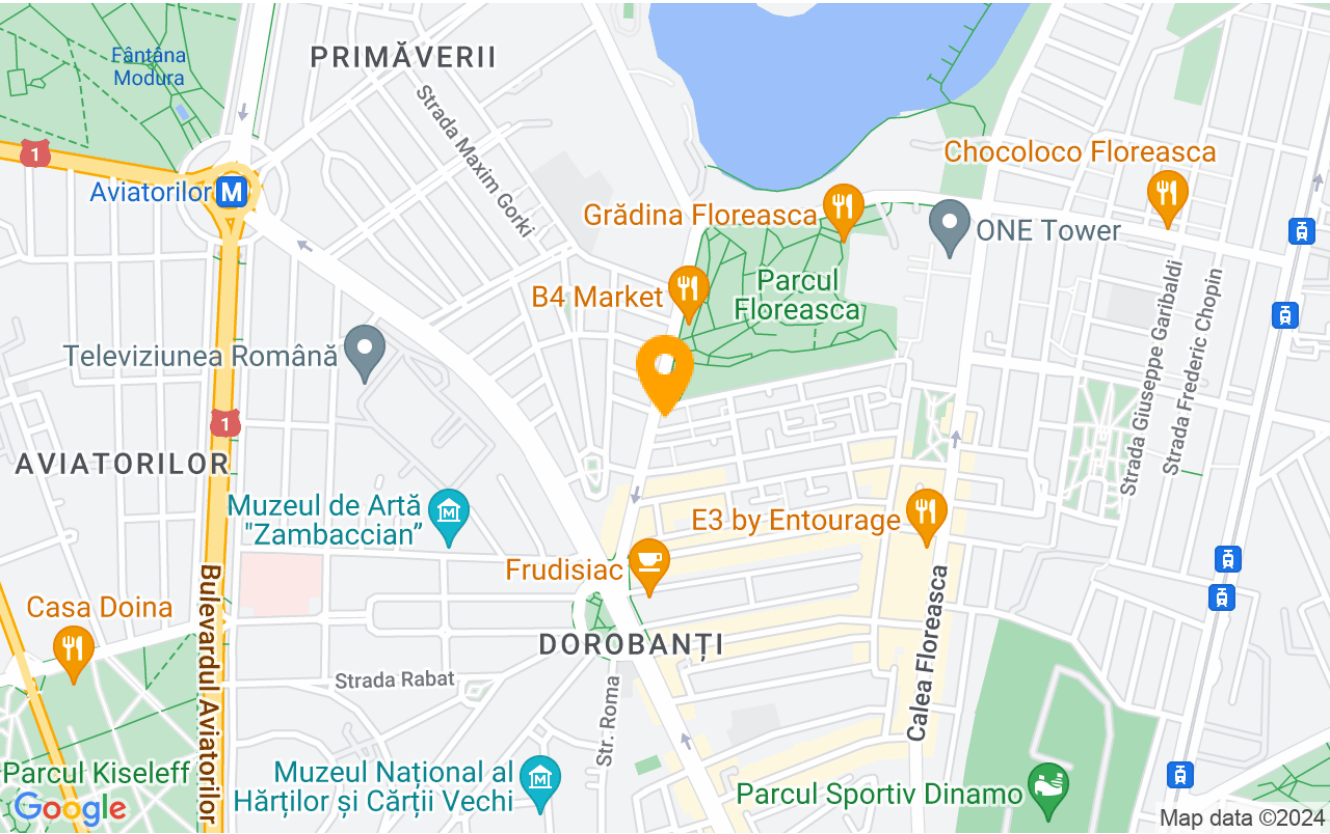 Fântâna
Modura
PRIMĂVERII
Strada Maxim Gorki
1
Aviatorilor M
Chocoloco Floreasca
Grădina Floreasca
ONE Tower
B4 Market
Parcul
Floreasca
Strada Giuseppe Garibaldi
Strada Frederic Chopin
Televiziunea Română
1
AVIATORILOR
Muzeul de Artă
"Zambaccian”
E3 by Entourage
Frudisiac
Casa Doina
Bulevardul Aviatorilor
DOROBANȚI
Calea Floreasca
Strada Rabat
Str. Roma
Parcul Kiseleff
Muzeul Național al
Hărților și Cărții Vechi
Parcul Sportiv Dinamo
Google
Map data ©2024